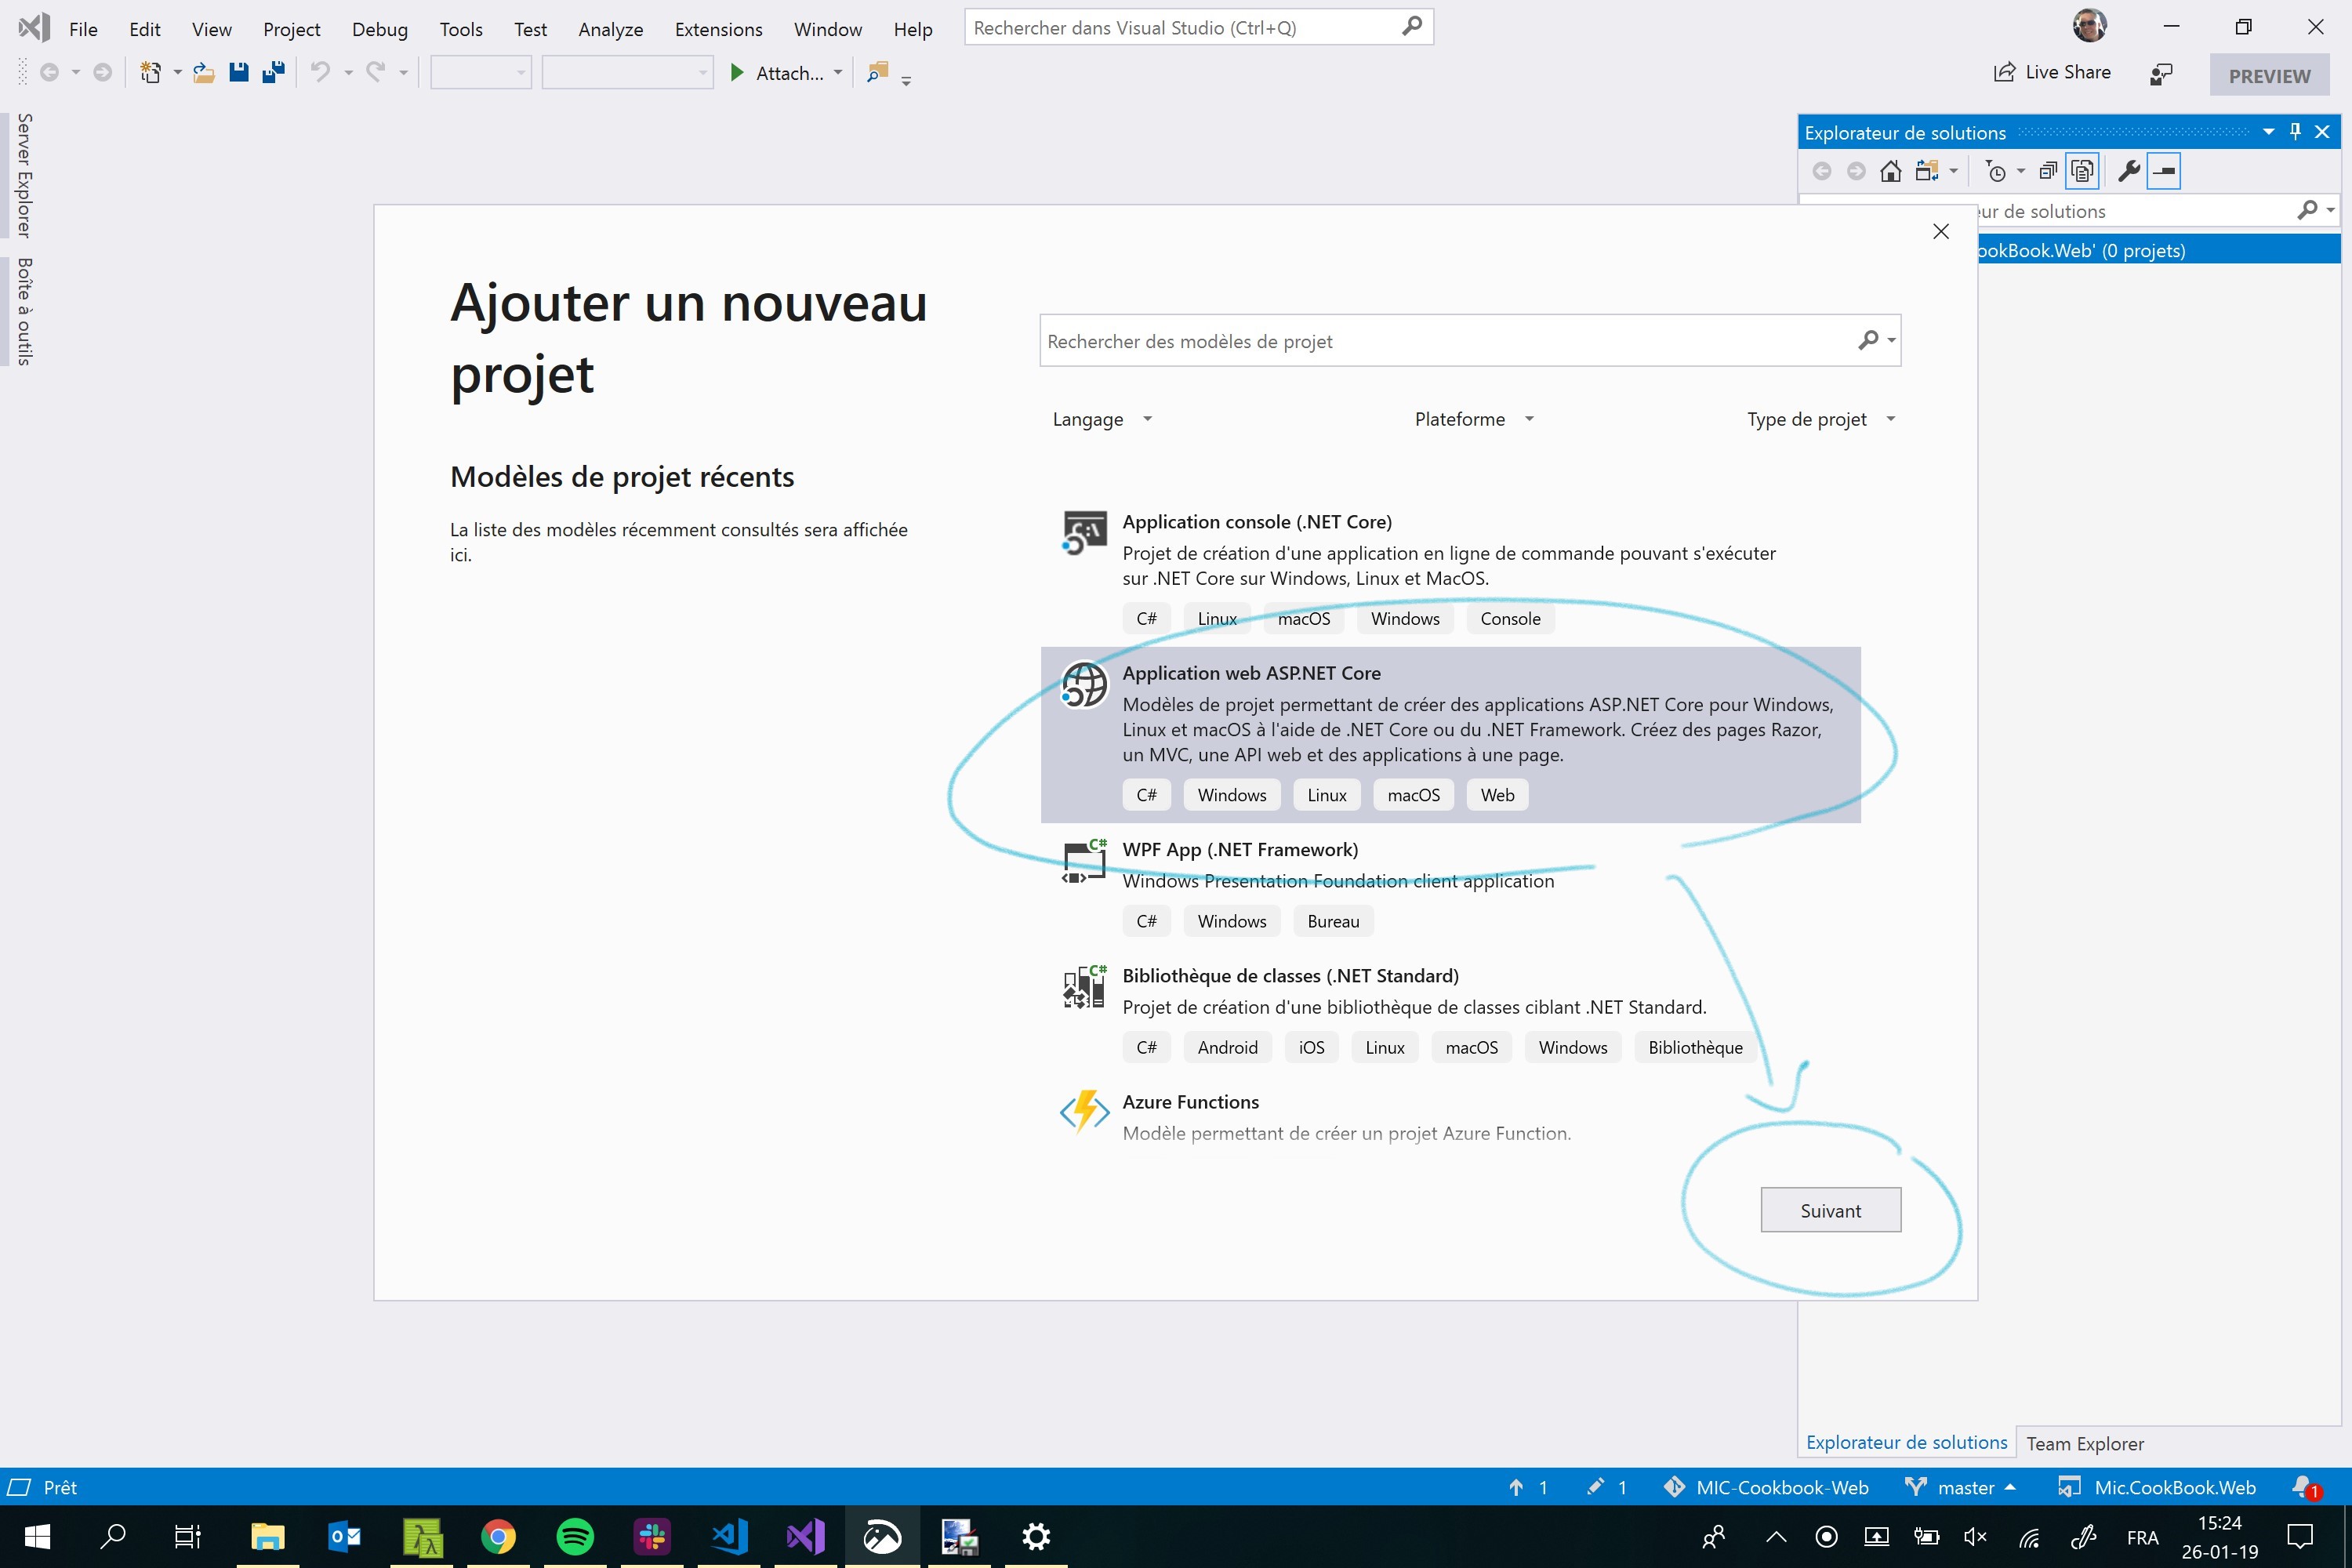 File Edit View Project Debug Tools Test Analyze Extensions Window Help Rechercher dans Visual Studio (Ctrl+Q)
Attach... Live Share PREVIEW
Server Explorer
Boîte à outils
Explorateur de solutions
ur de solutions
ookBook.Web' (0 projets)
Ajouter un nouveau
projet
Modèles de projet récents
La liste des modèles récemment consultés sera affichée
ici.
Rechercher des modèles de projet
Langage Plateforme Type de projet
Application console (.NET Core)
Projet de création d'une application en ligne de commande pouvant s'exécuter
sur .NET Core sur Windows, Linux et MacOS.
C# Linux macOS Windows Console
Application web ASP.NET Core
Modèles de projet permettant de créer des applications ASP.NET Core pour Windows,
Linux et macOS à l'aide de .NET Core ou du .NET Framework. Créez des pages Razor,
un MVC, une API web et des applications à une page.
C# Windows Linux macOS Web
WPF App (.NET Framework)
Windows Presentation Foundation client application
C# Windows Bureau
Bibliothèque de classes (.NET Standard)
Projet de création d'une bibliothèque de classes ciblant .NET Standard.
C# Android iOS Linux macOS Windows Bibliothèque
Azure Functions
Modèle permettant de créer un projet Azure Function.
Suivant
Explorateur de solutions Team Explorer
Prêt 1 1 MIC-Cookbook-Web master Mic.CookBook.Web 1
FRA 15:24
26-01-19